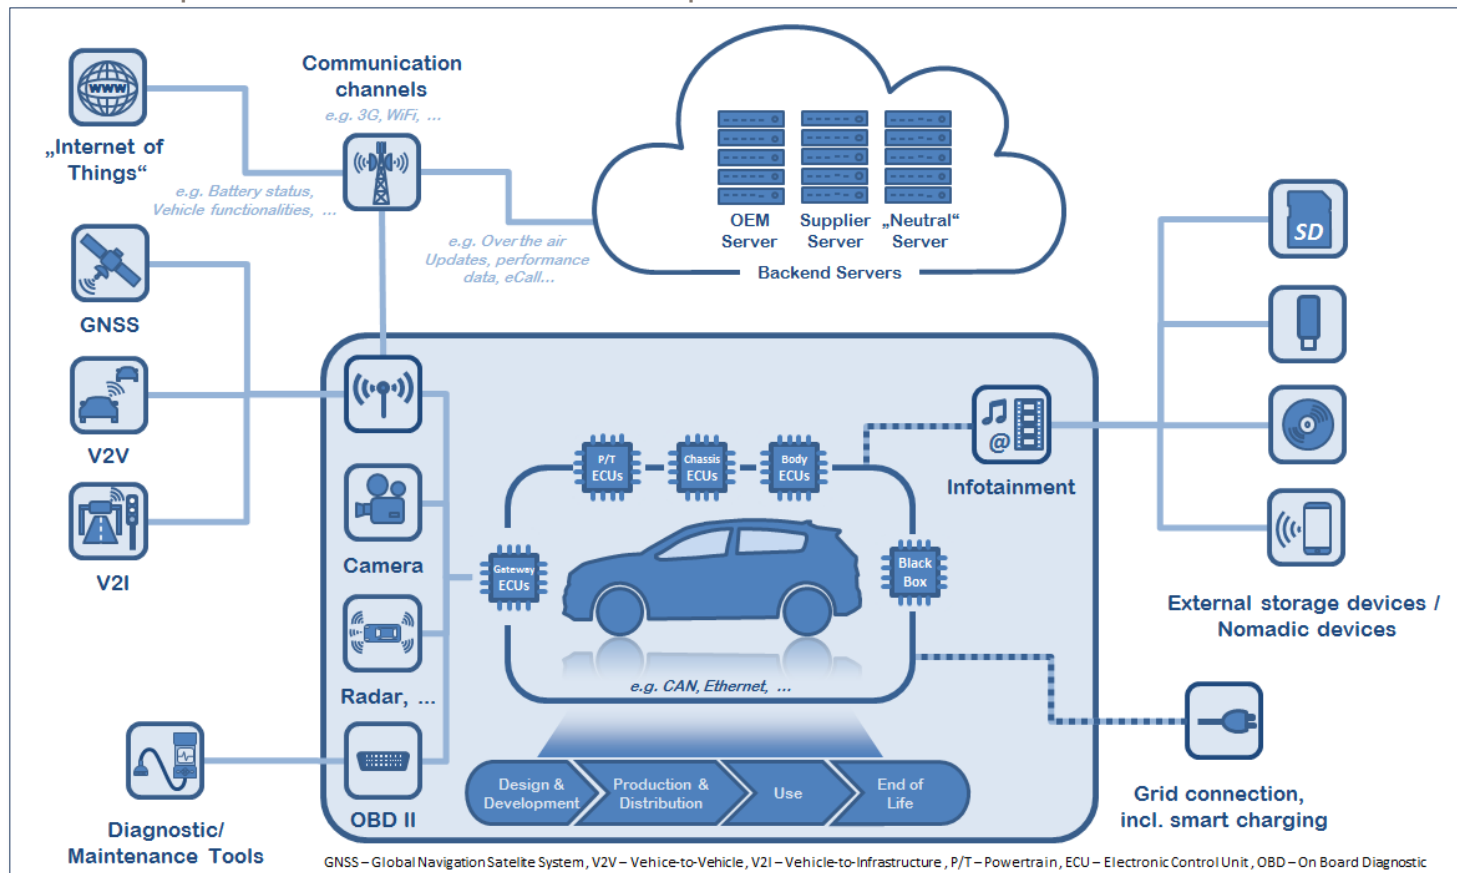 www
„Internet of
Things“
Communication
channels
e.g. 3G, WiFi, ...
e.g. Battery status,
Vehicle functionalities, ...
e.g. Over the air
Updates, performance
data, eCall...
OEM
Server
Supplier
Server
„Neutral“
Server
Backend Servers
GNSS
V2V
V2I
Camera
Radar, ...
OBD II
Diagnostic/
Maintenance Tools
P/T
ECUs
Chassis
ECUs
Body
ECUs
Gateway
ECUs
Black
Box
e.g. CAN, Ethernet, ...
Design &
Development
Production &
Distribution
Use
End of
Life
@
Infotainment
SD
External storage devices /
Nomadic devices
Grid connection,
incl. smart charging
GNSS – Global Navigation Satelite System, V2V – Vehice-to-Vehicle, V2I – Vehicle-to-Infrastructure, P/T – Powertrain, ECU – Electronic Control Unit, OBD – On Board Diagnostic